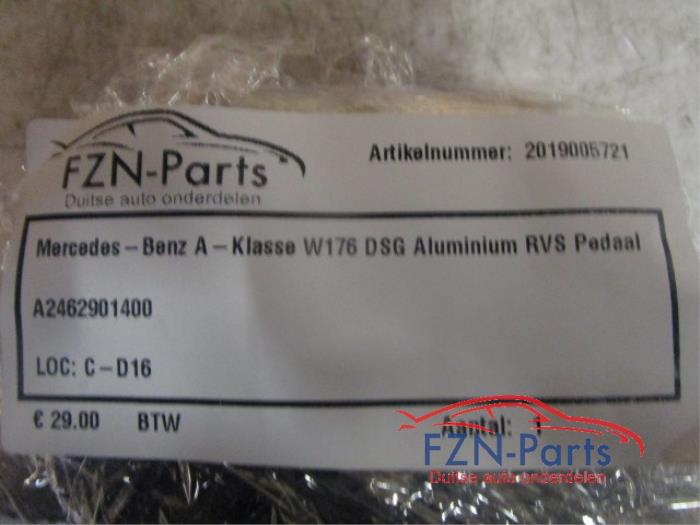 FZN-Parts
Duitse auto onderdelen
Artikelnummer: 2019005721
Mercedes-Benz A-Klasse W176 DSG Aluminium RVS Pedaal
A2462901400
LOC: C-D16
€ 29.00 BTW
Aantal: 1
FZN-Parts
Duitse auto onderdelen